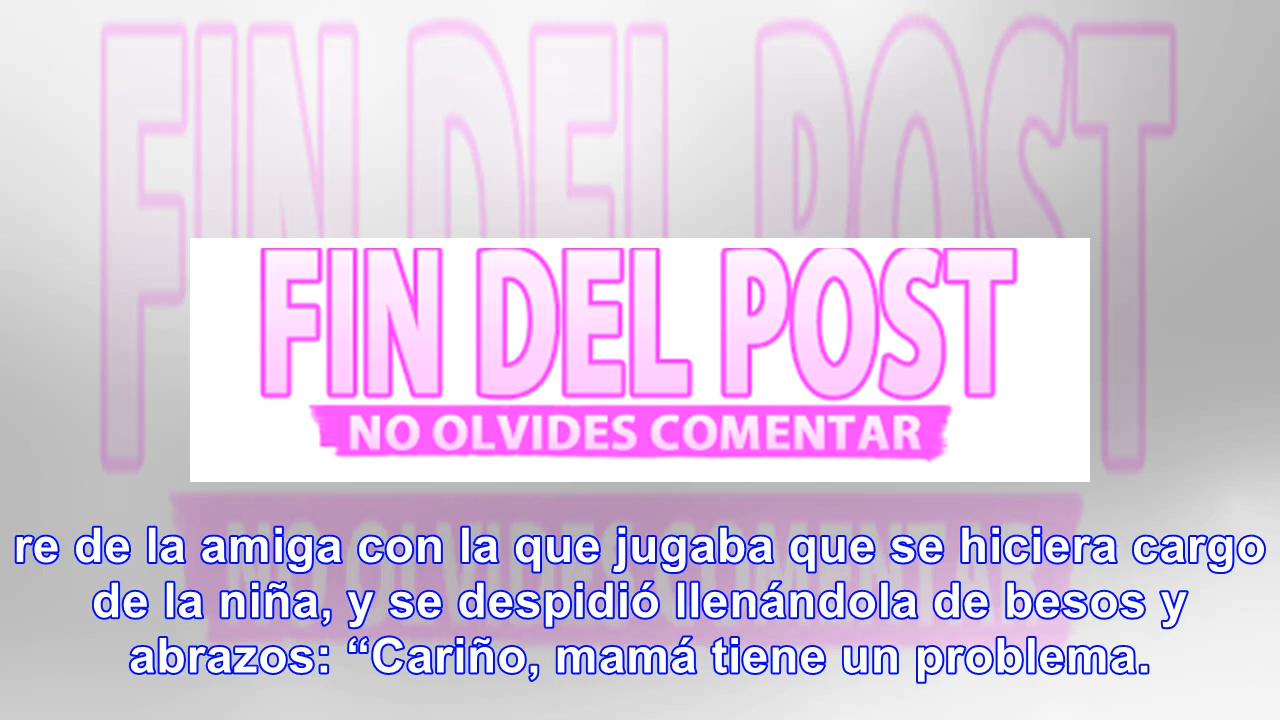 FIN DEL POST
NO OLVIDES COMENTAR
re de la amiga con la que jugaba que se hiciera cargo
de la niña, y se despidió llenándola de besos y
abrazos: “Cariño, mamá tiene un problema.